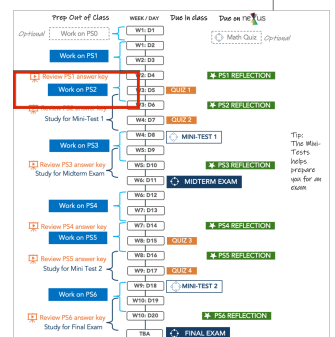 Prep Out of Class WEEK / DAY Due In class Due on nexus
Optional Work on PS0 W1: D1 Math Quiz Optional
W1: D2
Work on PS1 W2: D3
Review PS1 answer key W2: D4 PS1 REFLECTION
Work on PS2 W3: D5 QUIZ 1
Review PS2 answer key W3: D6 PS2 REFLECTION
Study for Mini-Test 1 W4: D7 QUIZ 2
W4: D8 MINI-TEST 1
Work on PS3 W5: D9
Review PS3 answer key W5: D10 PS3 REFLECTION
Study for Midterm Exam W6: D11 MIDTERM EXAM
W6: D12
Work on PS4 W7: D13
Review PS4 answer key W7: D14 PS4 REFLECTION
Work on PS5 W8: D15 QUIZ 3
Review PS5 answer key W8: D16 PS5 REFLECTION
Study for Mini Test 2 W9: D17 QUIZ 4
W9: D18 MINI-TEST 2
Work on PS6 W10: D19
Review PS6 answer key W10: D20 PS6 REFLECTION
Study for Final Exam TBA FINAL EXAM
Tip:
The Mini-
Tests
helps
prepare
you for an
exam